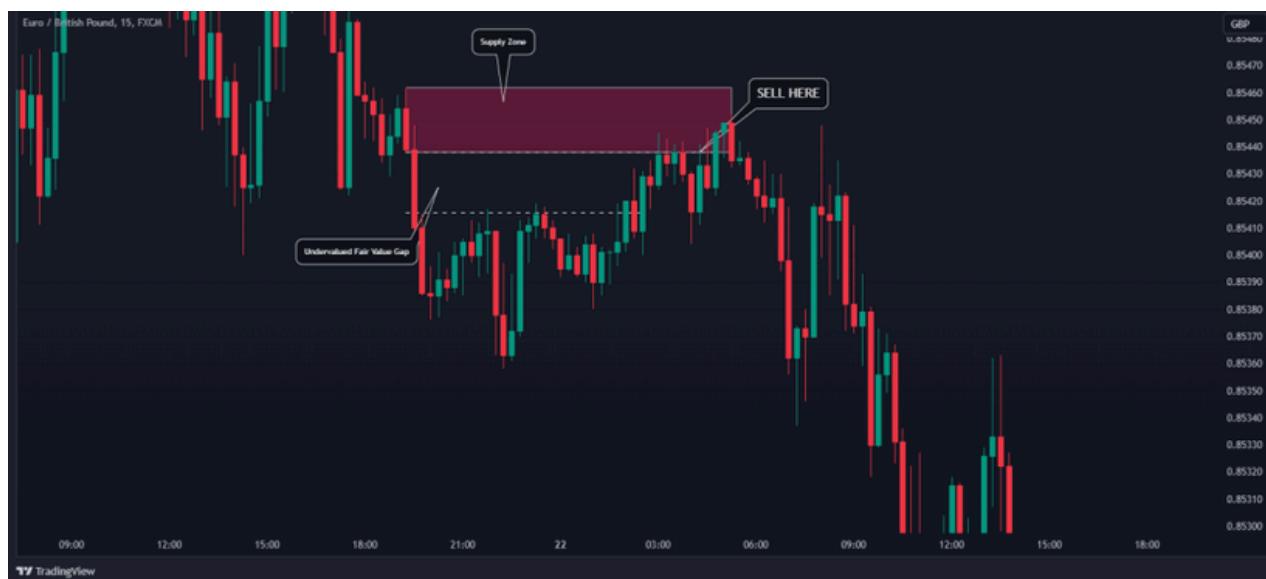 Euro / British Pound, 15, FXCM
GBP
Supply Zone
SELL HERE
Undervalued Fair Value Gap
0.85480
0.85470
0.85460
0.85450
0.85440
0.85430
0.85420
0.85410
0.85400
0.85390
0.85380
0.85370
0.85360
0.85350
0.85340
0.85330
0.85320
0.85310
0.85300
09:00 12:00 15:00 18:00 21:00 22 03:00 06:00 09:00 12:00 15:00 18:00
TradingView